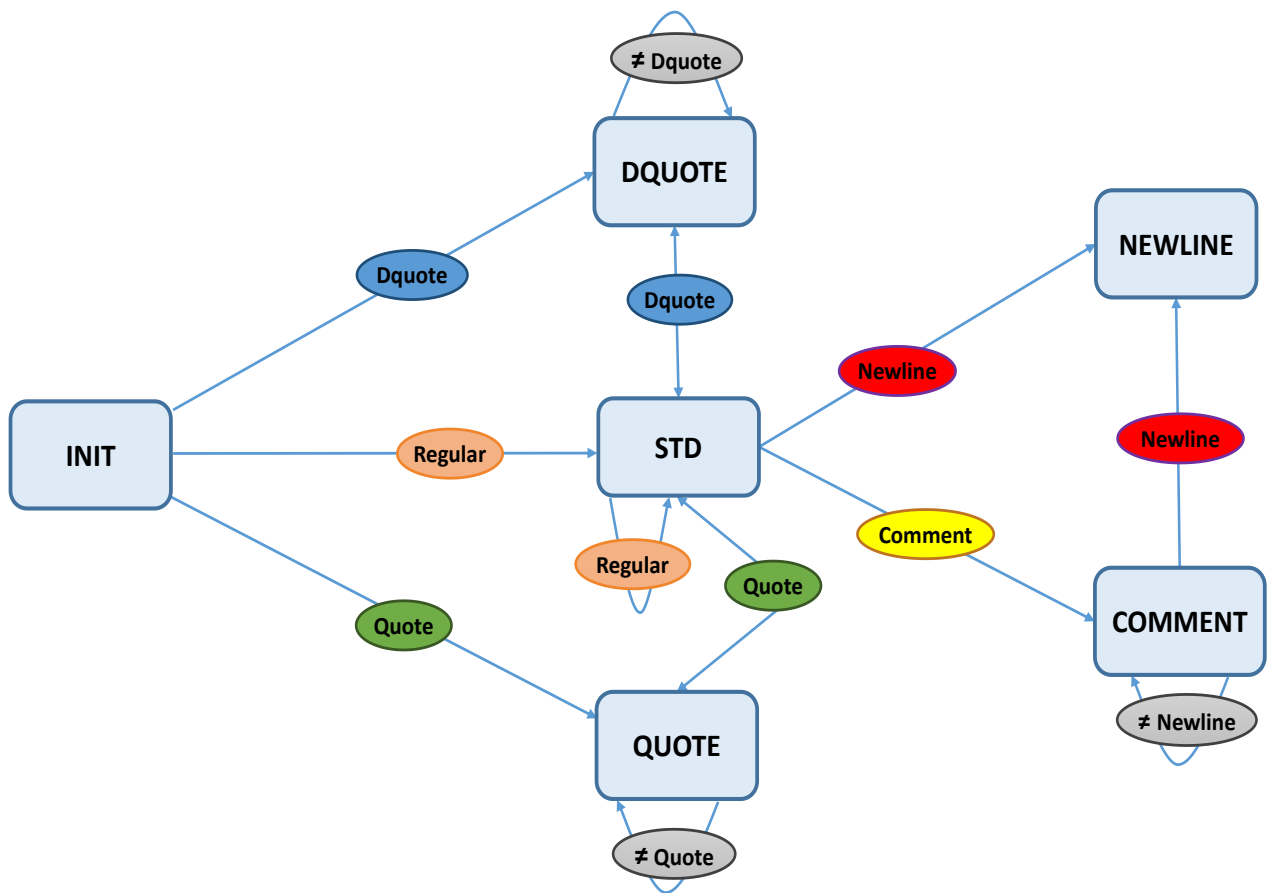 ≠ Dquote
DQUOTE
NEWLINE
Dquote
Dquote
Newline
INIT
Regular
STD
Newline
Comment
Regular
Quote
Quote
COMMENT
≠ Newline
QUOTE
≠ Quote